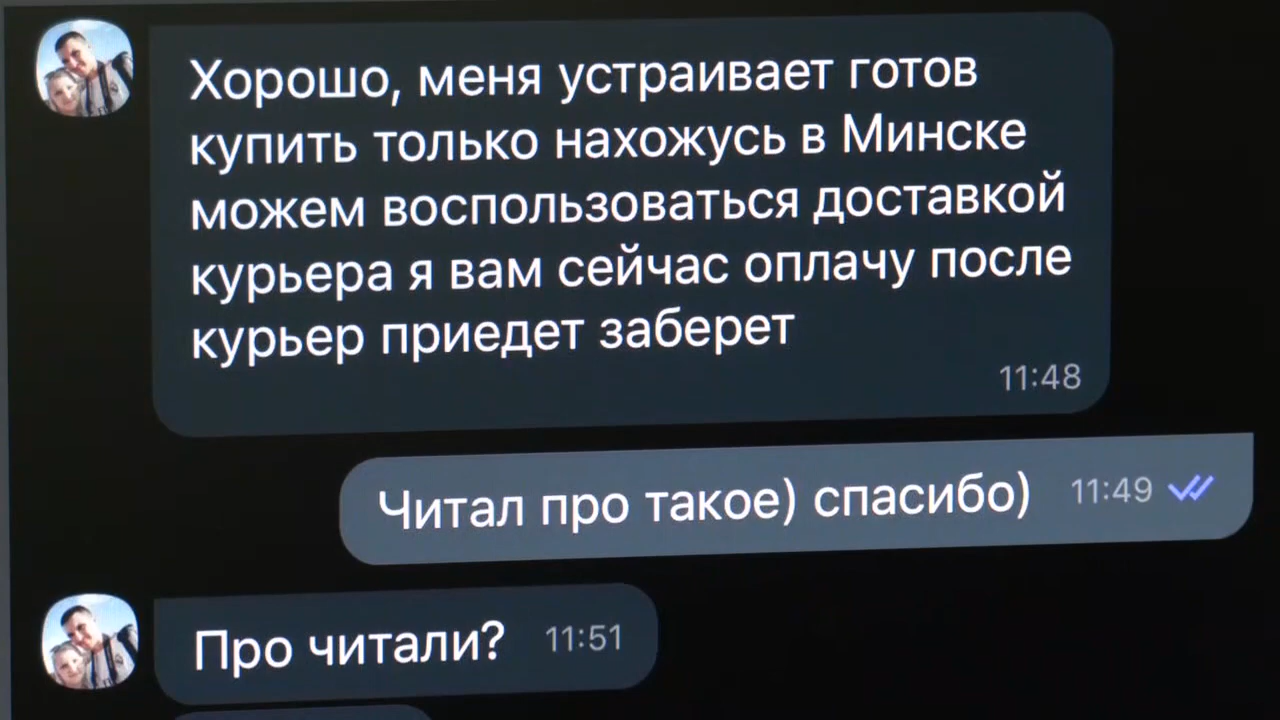 Хорошо, меня устраивает готов
купить только нахожусь в Минске
можем воспользоваться доставкой
курьера я вам сейчас оплачу после
курьер приедет заберет
11:48
Читал про такое) спасибо) 11:49
Про читали? 11:51